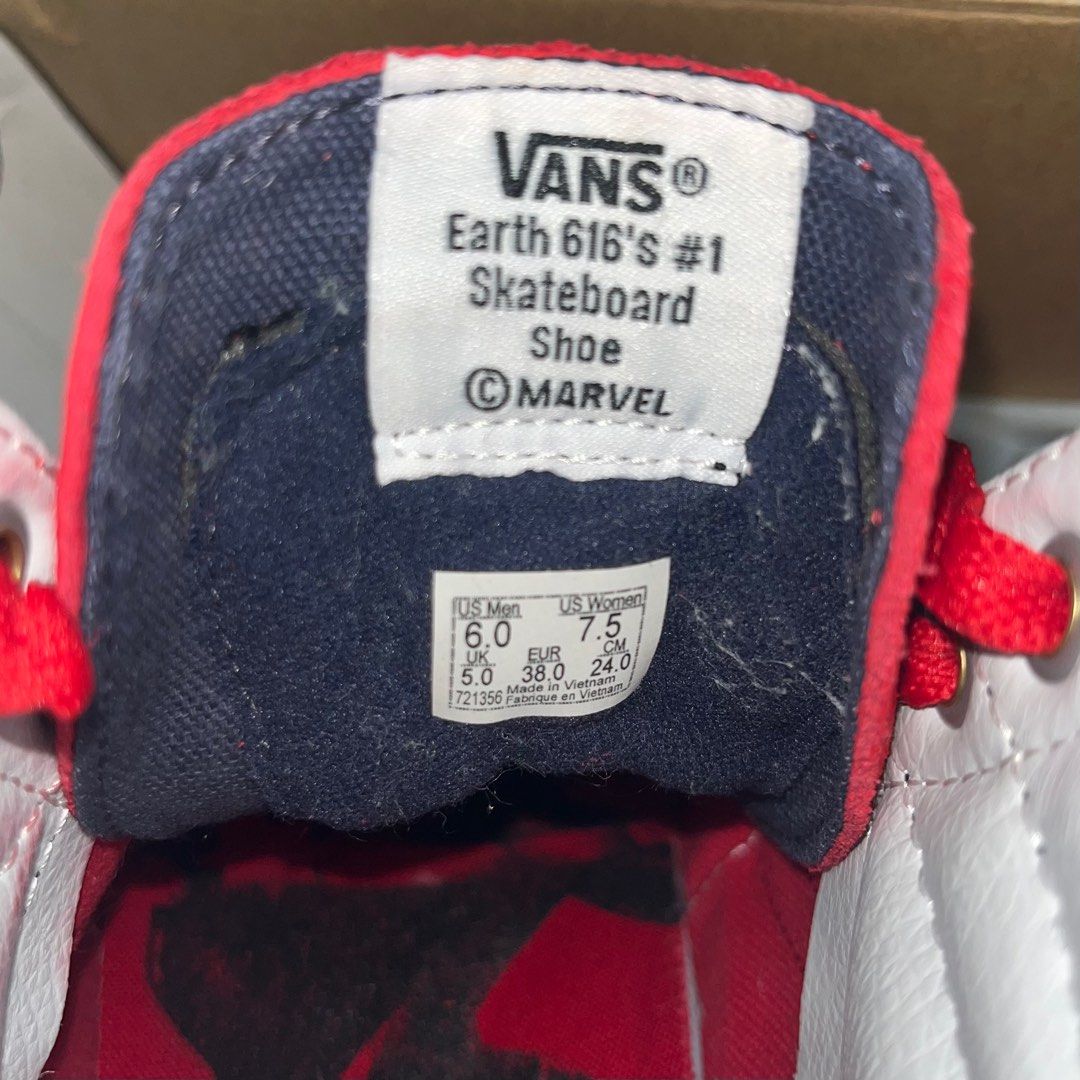 VANS®
Earth 616's #1
Skateboard
Shoe
©MARVEL
US Men US Women
6.0 7.5
UK EUR CM
5.0 38.0 24.0
721356 Made in Vietnam
Fabrique en Vietnam